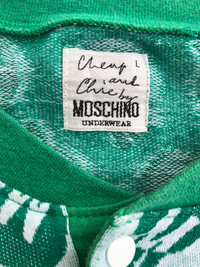 Cheap
and
Chic by
MOSCHINO
UNDERWEAR